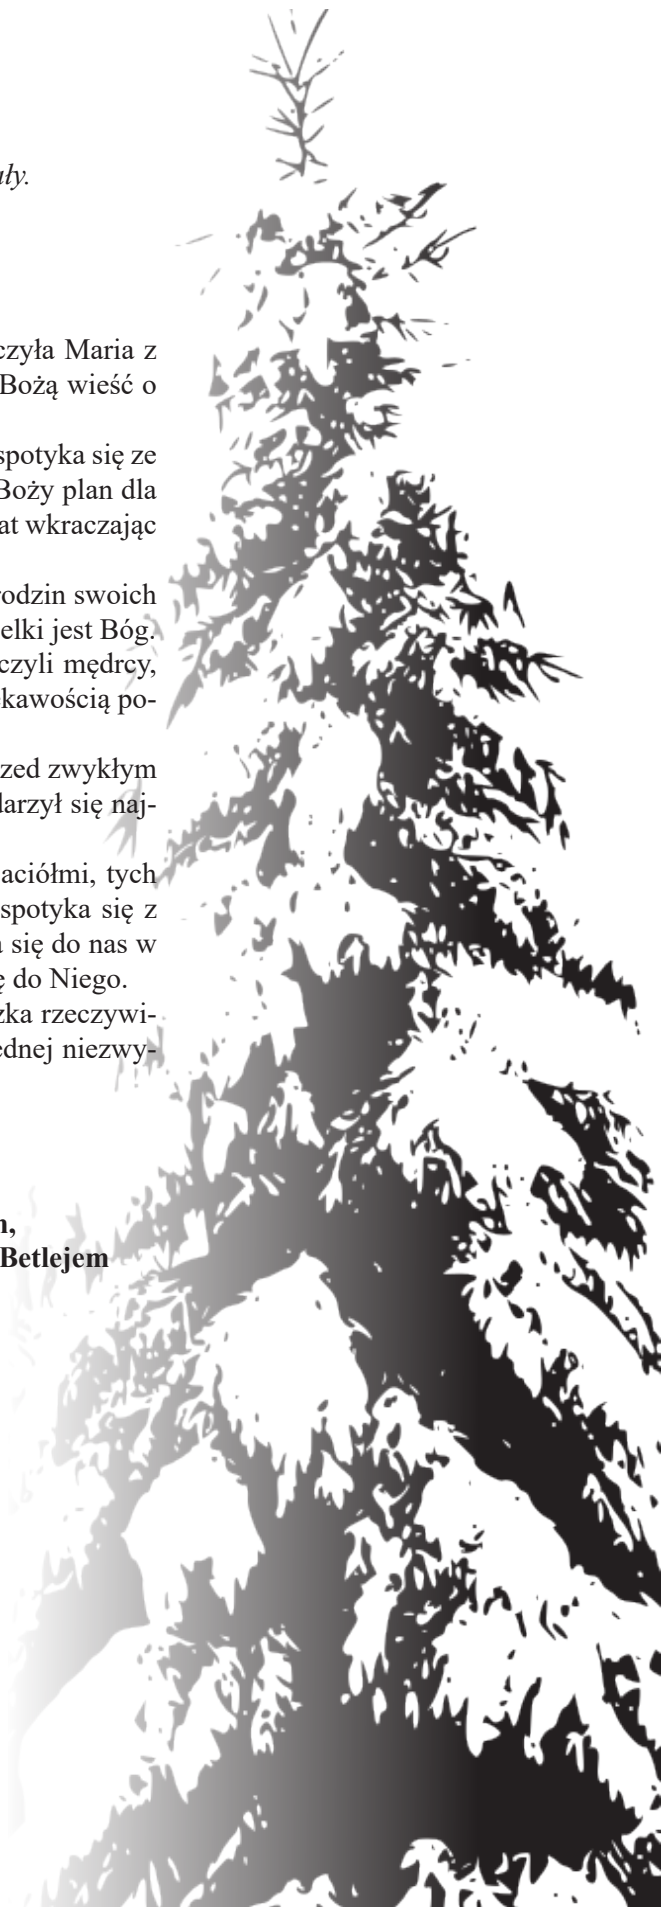 ały.
czyła Maria z
Bożą wieść o
spotyka się ze
Boży plan dla
at wkraczając
rodzin swoich
elki jest Bóg.
czyli mędrcy,
kawością po-
zed zwykłym
darzył się naj-
aciółmi, tych
spotyka się z
a się do nas w
ę do Niego.
zka rzeczywi-
ednej niezwy-
n,
Betlejem